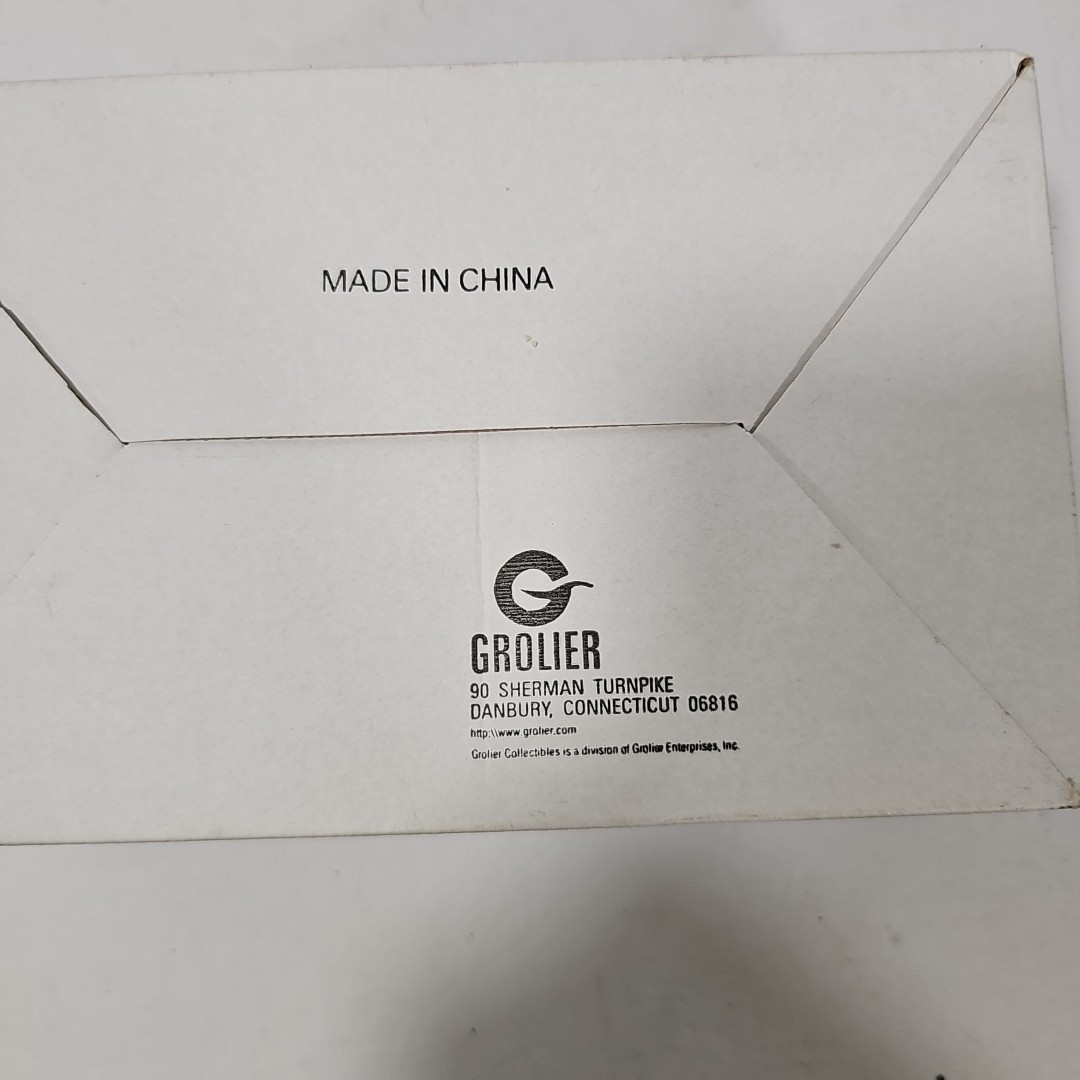 MADE IN CHINA
GROLIER
90 SHERMAN TURNPIKE
DANBURY, CONNECTICUT 06816
http:\\www.grolier.com
Grolier Collectibles is a division of Grolier Enterprises, Inc.